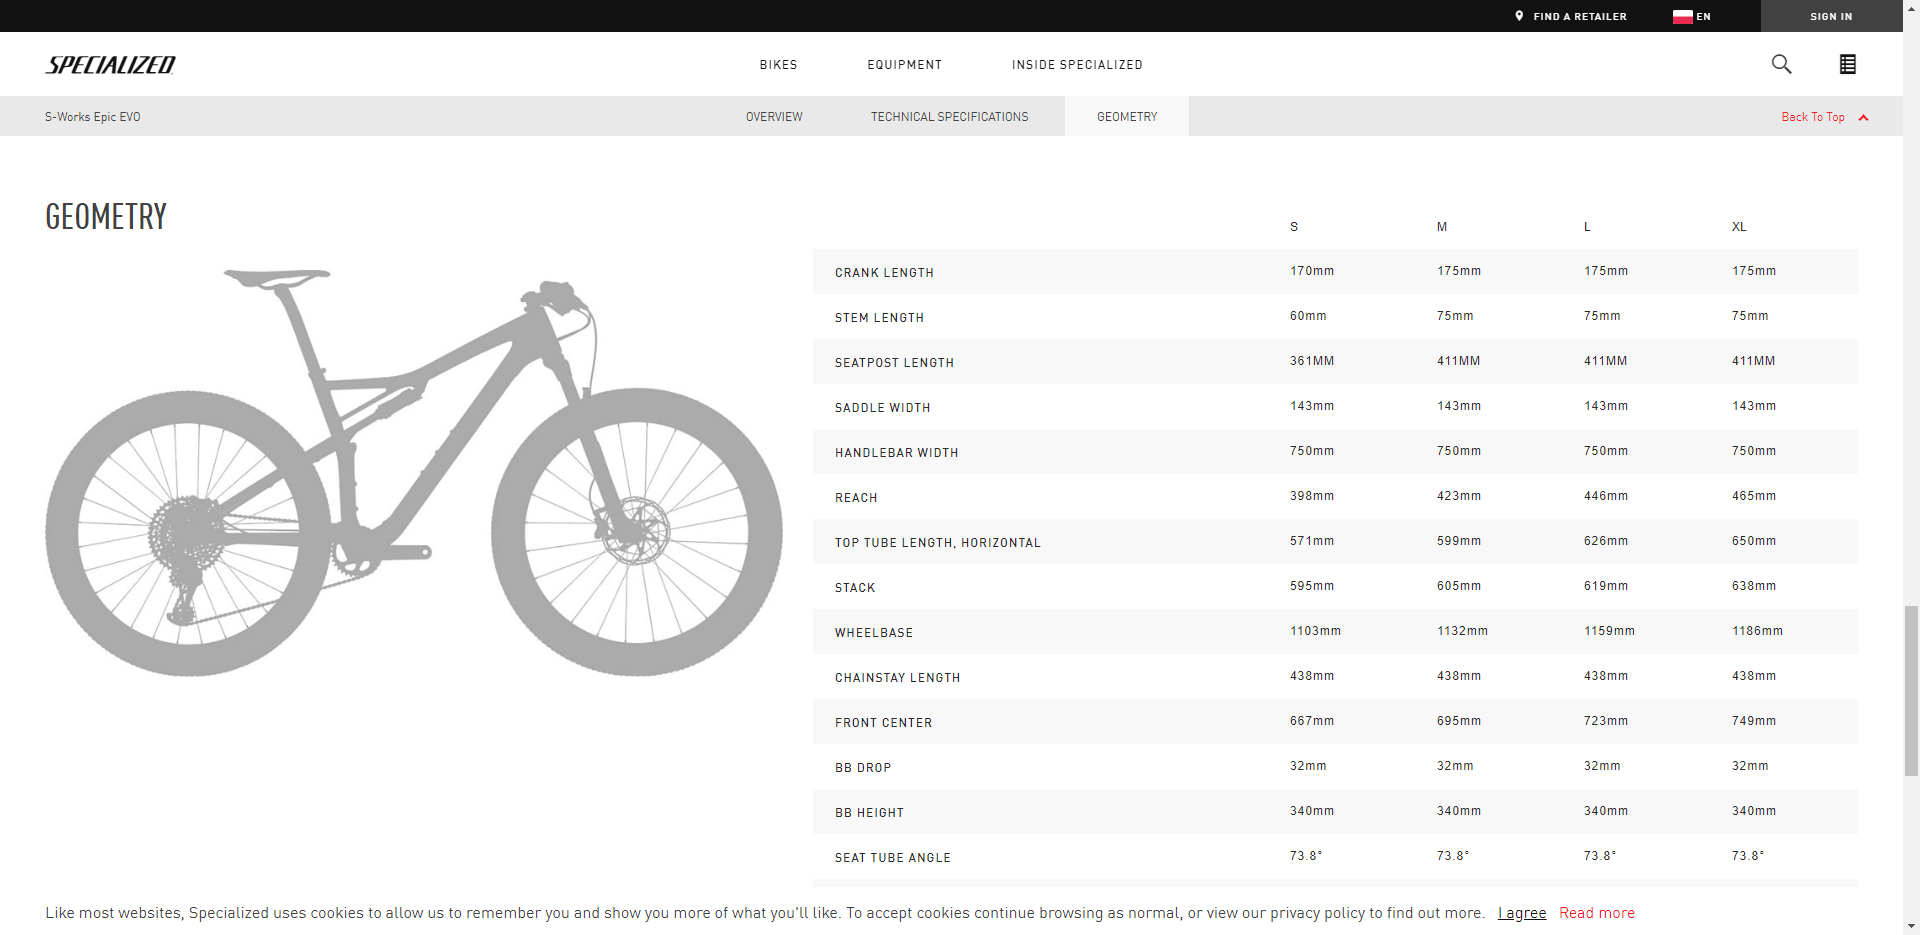 FIND A RETAILER
EN
SIGN IN
SPECIALIZED
BIKES EQUIPMENT INSIDE SPECIALIZED
S-Works Epic EVO OVERVIEW TECHNICAL SPECIFICATIONS GEOMETRY Back To Top
GEOMETRY
S M L XL
CRANK LENGTH 170mm 175mm 175mm 175mm
STEM LENGTH 60mm 75mm 75mm 75mm
SEATPOST LENGTH 361MM 411MM 411MM 411MM
SADDLE WIDTH 143mm 143mm 143mm 143mm
HANDLEBAR WIDTH 750mm 750mm 750mm 750mm
REACH 398mm 423mm 446mm 465mm
TOP TUBE LENGTH, HORIZONTAL 571mm 599mm 626mm 650mm
STACK 595mm 605mm 619mm 638mm
WHEELBASE 1103mm 1132mm 1159mm 1186mm
CHAINSTAY LENGTH 438mm 438mm 438mm 438mm
FRONT CENTER 667mm 695mm 723mm 749mm
BB DROP 32mm 32mm 32mm 32mm
BB HEIGHT 340mm 340mm 340mm 340mm
SEAT TUBE ANGLE 73.8° 73.8° 73.8° 73.8°
Like most websites, Specialized uses cookies to allow us to remember you and show you more of what you'll like. To accept cookies continue browsing as normal, or view our privacy policy to find out more. I agree Read more